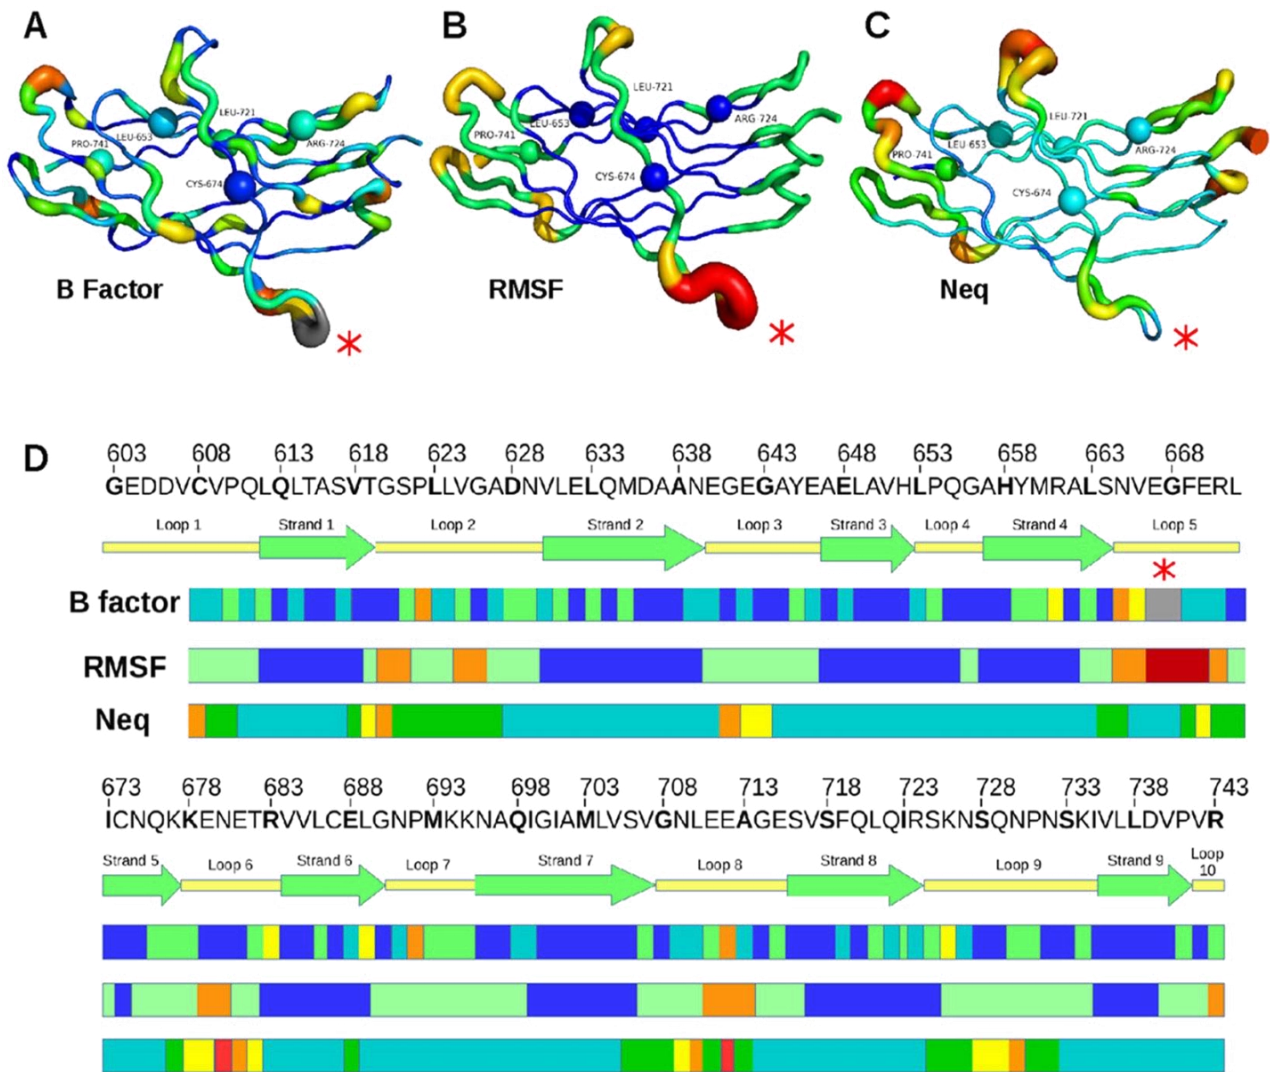 A
B
C
LEU-721
LEU-653
PRO-741
ARG-724
CYS-674
B Factor
*
LEU-721
LEU-653
ARG-724
PRO-741
CYS-674
RMSF
*
LEU-721
LEU-653
ARG-724
PRO-741
CYS-674
Neq
*
D
603 608 613 618 623 628 633 638 643 648 653 658 663 668
GEDDVCVPQLQLTASVTGSPLLVGADNVLELQMDAANEGEGAYEAELAVHLPQGAHYMRALSNVEGFERL
Loop 1 Strand 1 Loop 2 Strand 2 Loop 3 Strand 3 Loop 4 Strand 4 Loop 5
*
B factor
RMSF
Neq
673 678 683 688 693 698 703 708 713 718 723 728 733 738 743
ICNQKKENETRVVLCELGNPMKKNAQIGIAMLVSVGNLEEAGESVSFQLQIRSKNSQNPNSKIVLLDVPVR
Strand 5 Loop 6 Strand 6 Loop 7 Strand 7 Loop 8 Strand 8 Loop 9 Strand 9 Loop
10